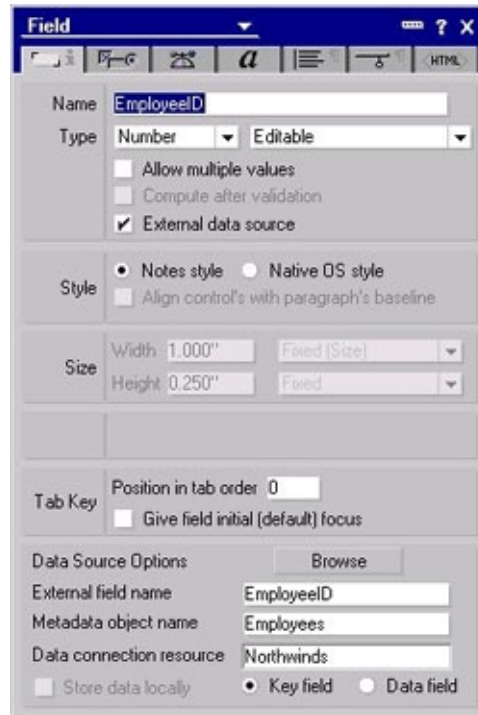 Field ? X
a <HTML>
Name EmployeeID
Type Number Editable
Allow multiple values
Compute after validation
External data source
Style Notes style Native OS style
Align control's with paragraph's baseline
Size Width 1.000" Fixed (Size)
Height 0.250" Fixed
Tab Key Position in tab order 0
Give field initial (default) focus
Data Source Options Browse
External field name EmployeeID
Metadata object name Employees
Data connection resource Northwinds
Store data locally Key field Data field